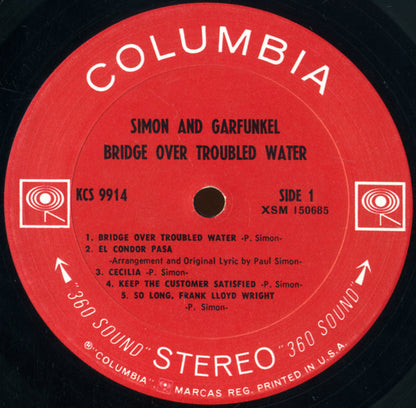 COLUMBIA
SIMON AND GARFUNKEL
BRIDGE OVER TROUBLED WATER
KCS 9914
SIDE 1
XSM 150685
1. BRIDGE OVER TROUBLED WATER -P. Simon-
2. EL CONDOR PASA
-Arrangement and Original Lyric by Paul Simon-
3. CECILIA -P. Simon-
4. KEEP THE CUSTOMER SATISFIED -P. Simon-
5. SO LONG, FRANK LLOYD WRIGHT
-P. Simon-
"360 SOUND" STEREO "360 SOUND"
® "COLUMBIA", MARCAS REG. PRINTED IN U.S.A.